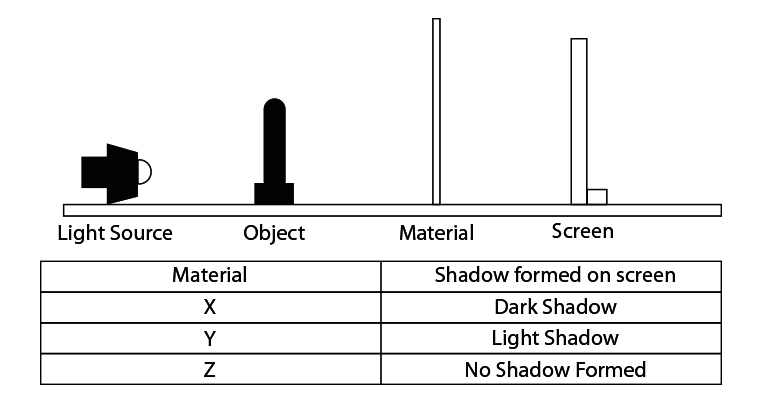 Light Source Object Material Screen
Material Shadow formed on screen
X Dark Shadow
Y Light Shadow
Z No Shadow Formed